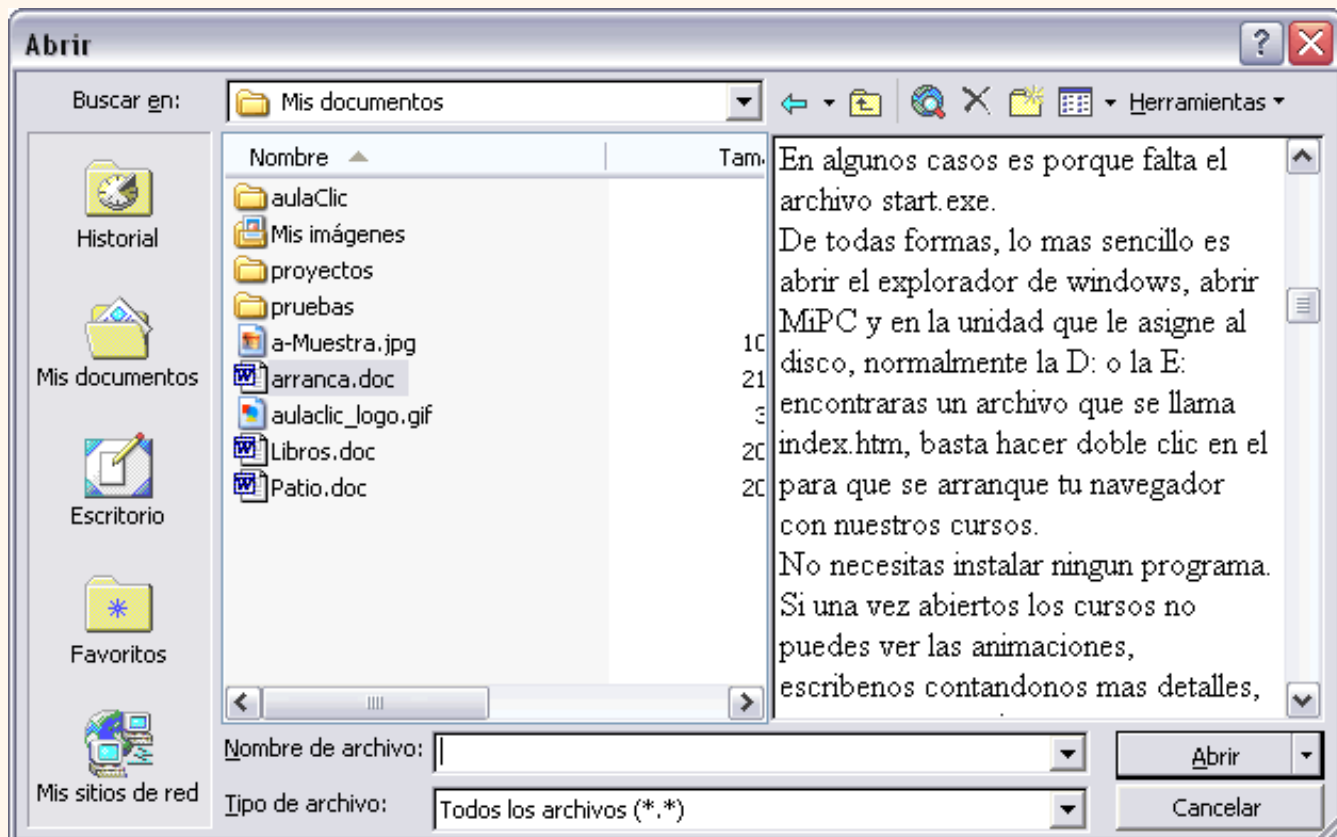 Abrir
Buscar en:
Mis documentos
Herramientas
Historial
Mis documentos
Escritorio
Favoritos
Mis sitios de red
Nombre
Tam
aulaClic
Mis imágenes
proyectos
pruebas
a-Muestra.jpg 10
arranca.doc 21
aulaclic_logo.gif 3
Libros.doc 20
Patio.doc 20
En algunos casos es porque falta el
archivo start.exe.
De todas formas, lo mas sencillo es
abrir el explorador de windows, abrir
MiPC y en la unidad que le asigne al
disco, normalmente la D: o la E:
encontraras un archivo que se llama
index.htm, basta hacer doble clic en el
para que se arranque tu navegador
con nuestros cursos.
No necesitas instalar ningun programa.
Si una vez abiertos los cursos no
puedes ver las animaciones,
escribenos contandonos mas detalles,
Nombre de archivo:
Abrir
Tipo de archivo:
Todos los archivos (*.*)
Cancelar